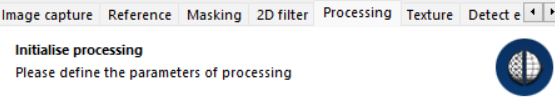 Image capture Reference Masking 2D filter Processing Texture Detect e
Initialise processing
Please define the parameters of processing